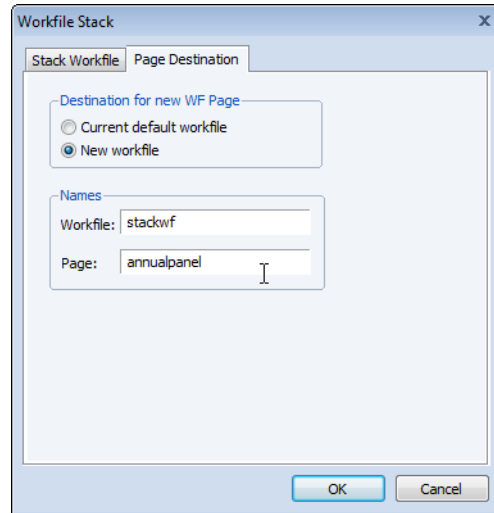 Workfile Stack
x
Stack Workfile Page Destination
Destination for new WF Page
Current default workfile
New workfile
Names
Workfile: stackwf
Page: annualpanel
OK Cancel